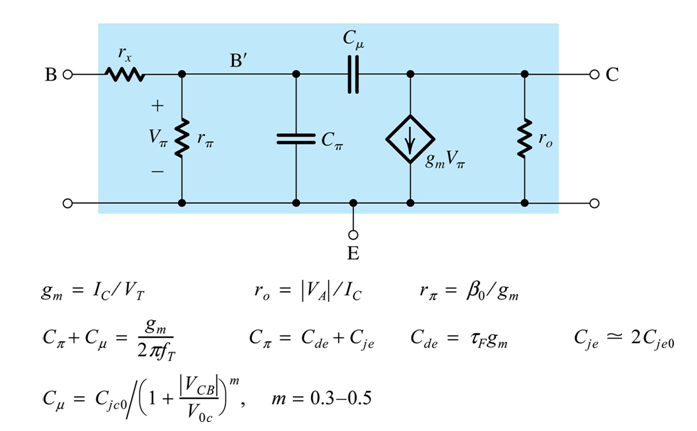 C_μ
B r_x B′ C
+
V_π r_π C_π g_m V_π r_o
−
E
g_m = I_C/V_T r_o = |V_A|/I_C r_π = β_0/g_m
C_π + C_μ = g_m/2πf_T C_π = C_de + C_je C_de = τ_F g_m C_je ≃ 2C_je0
C_μ = C_jc0/(1 + |V_CB|/V_0c)^m, m = 0.3–0.5